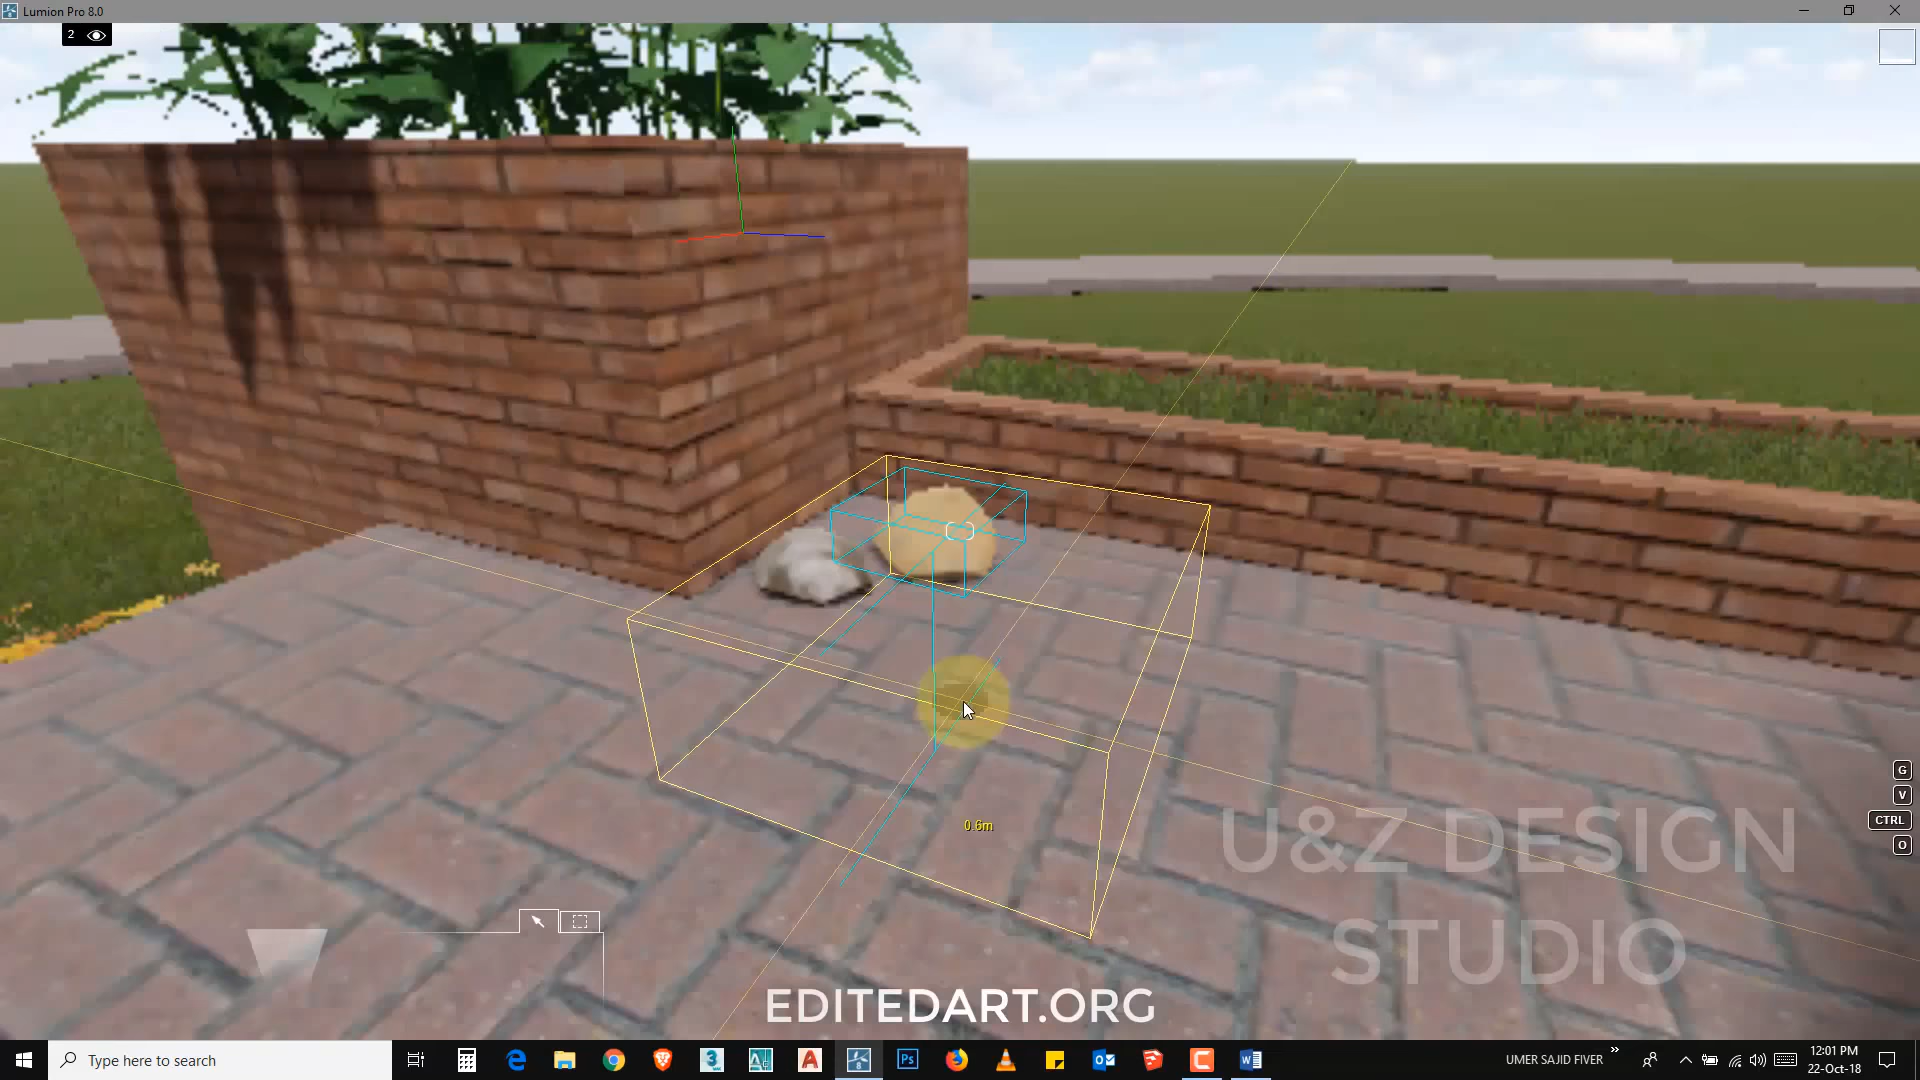 Lumion Pro 8.0
2
0.6m
G
V
CTRL
O
U&Z DESIGN
STUDIO
EDITEDART.ORG
Type here to search
UMER SAJID FIVER
12:01 PM
22-Oct-18